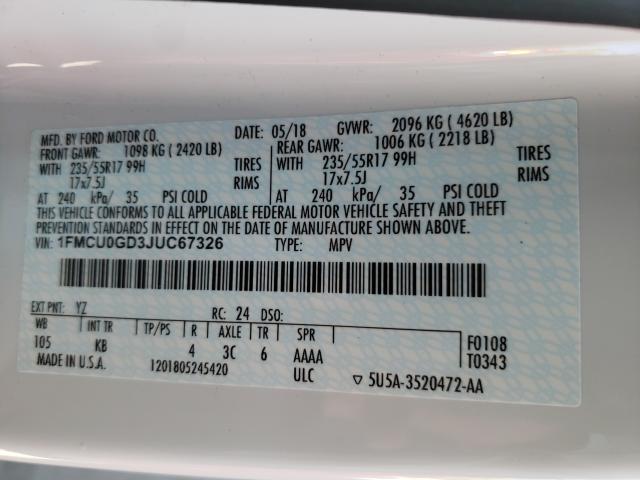 MFD. BY FORD MOTOR CO. DATE: 05/18 GVWR: 2096 KG ( 4620 LB)
FRONT GAWR: 1098 KG ( 2420 LB) REAR GAWR: 1006 KG ( 2218 LB)
WITH 235/55R17 99H TIRES WITH 235/55R17 99H TIRES
17x7.5J RIMS 17x7.5J RIMS
AT 240 kPa/ 35 PSI COLD AT 240 kPa/ 35 PSI COLD
THIS VEHICLE CONFORMS TO ALL APPLICABLE FEDERAL MOTOR VEHICLE SAFETY AND THEFT
PREVENTION STANDARDS IN EFFECT ON THE DATE OF MANUFACTURE SHOWN ABOVE.
VIN: 1FMCU0GD3JUC67326 TYPE: MPV
EXT PNT: YZ RC: 24 DSO:
WB INT TR TP/PS R AXLE TR SPR F0108
105 KB 4 3C 6 AAAA T0343
MADE IN U.S.A. 1201805245420 ULC ▽ 5U5A-3520472-AA